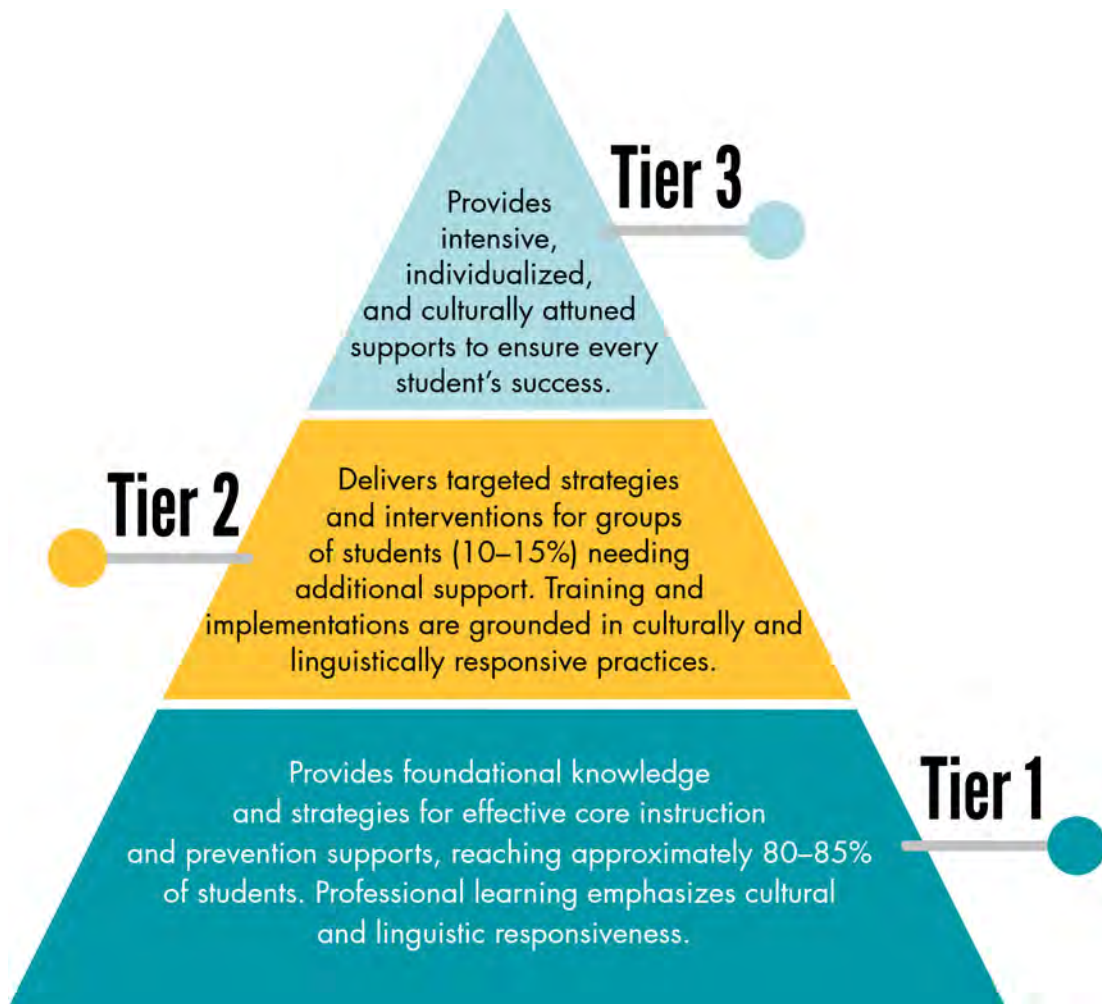 Tier 3
Provides
intensive,
individualized,
and culturally attuned
supports to ensure every
student’s success.
Tier 2
Delivers targeted strategies
and interventions for groups
of students (10–15%) needing
additional support. Training and
implementations are grounded in culturally and
linguistically responsive practices.
Tier 1
Provides foundational knowledge
and strategies for effective core instruction
and prevention supports, reaching approximately 80–85%
of students. Professional learning emphasizes cultural
and linguistic responsiveness.